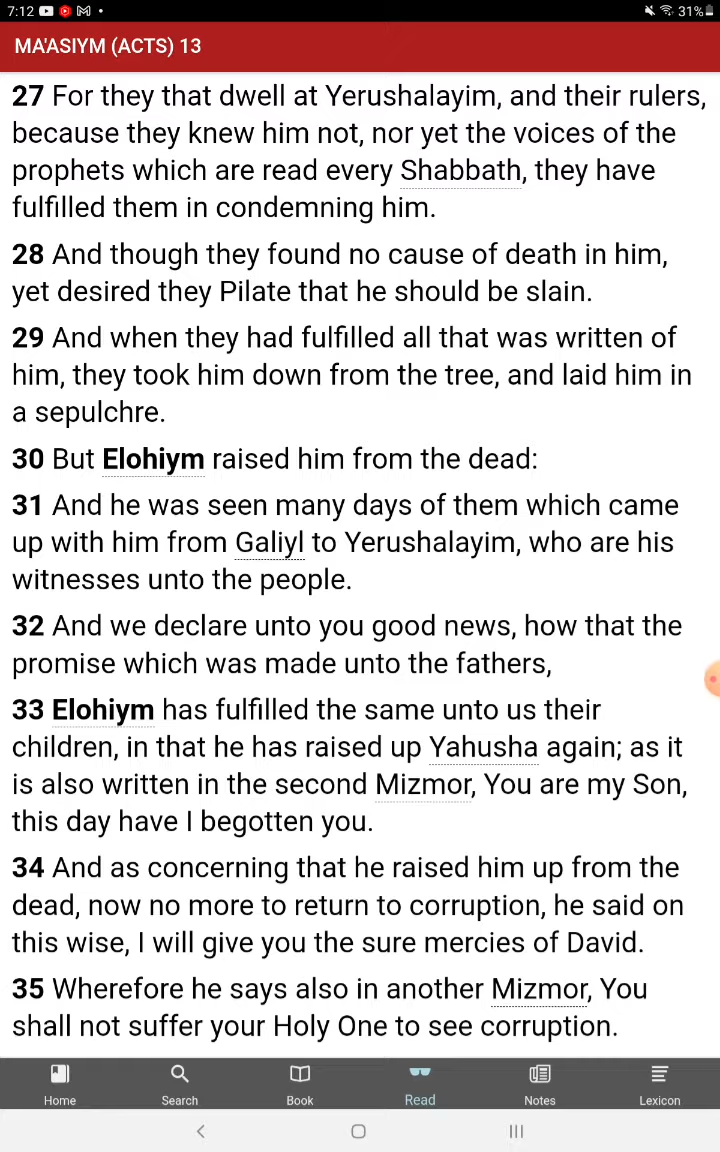 7:12
31%
MA'ASIYM (ACTS) 13
27 For they that dwell at Yerushalayim, and their rulers,
because they knew him not, nor yet the voices of the
prophets which are read every Shabbath, they have
fulfilled them in condemning him.
28 And though they found no cause of death in him,
yet desired they Pilate that he should be slain.
29 And when they had fulfilled all that was written of
him, they took him down from the tree, and laid him in
a sepulchre.
30 But Elohiym raised him from the dead:
31 And he was seen many days of them which came
up with him from Galiyl to Yerushalayim, who are his
witnesses unto the people.
32 And we declare unto you good news, how that the
promise which was made unto the fathers,
33 Elohiym has fulfilled the same unto us their
children, in that he has raised up Yahusha again; as it
is also written in the second Mizmor, You are my Son,
this day have I begotten you.
34 And as concerning that he raised him up from the
dead, now no more to return to corruption, he said on
this wise, I will give you the sure mercies of David.
35 Wherefore he says also in another Mizmor, You
shall not suffer your Holy One to see corruption.
Home Search Book Read Notes Lexicon